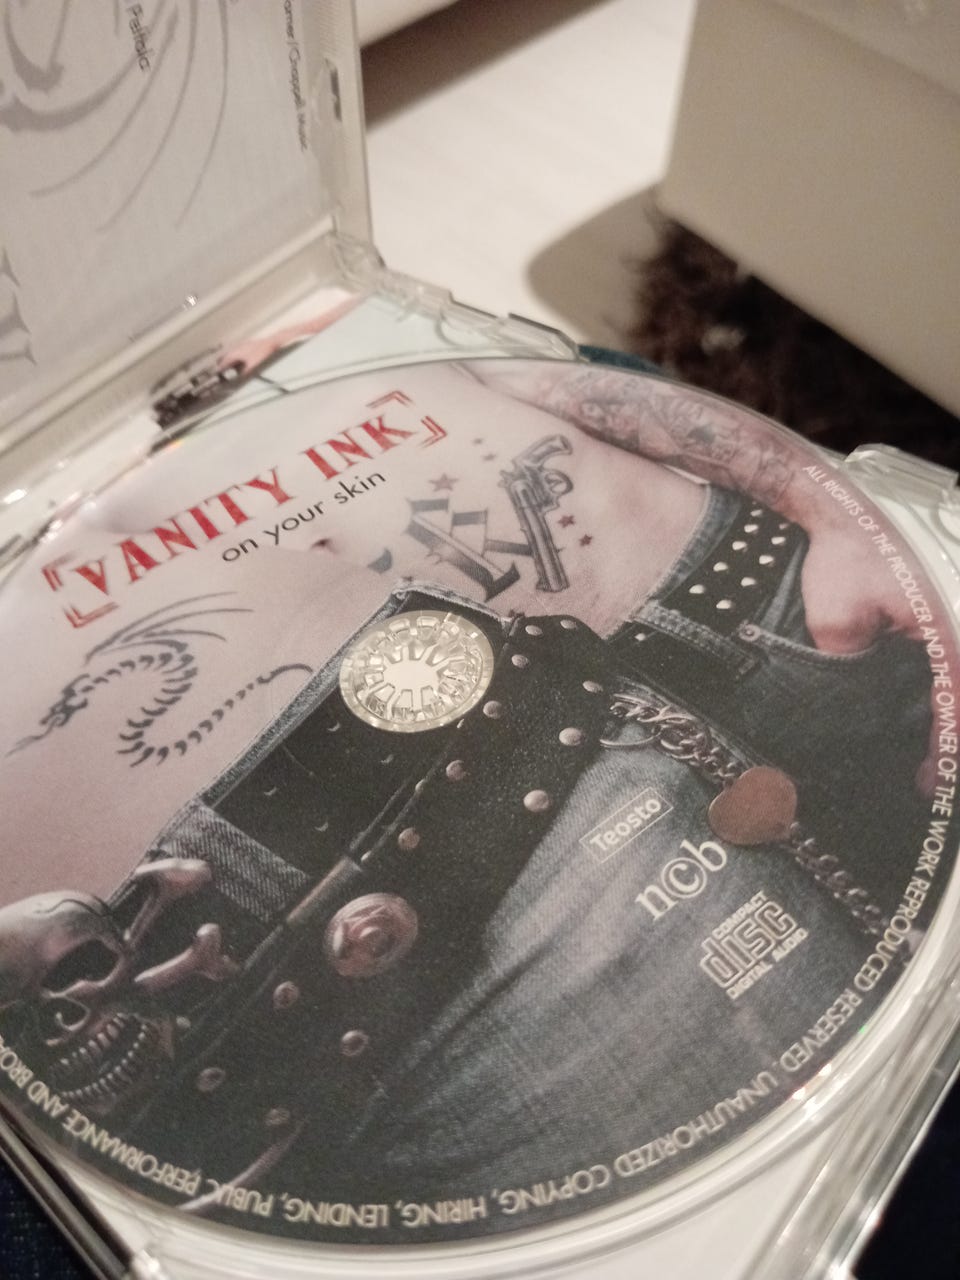 Music
VANITY INK
on your skin
Teosto
n©b
COMPACT
disc
DIGITAL AUDIO
ALL RIGHTS OF THE PRODUCER AND THE OWNER OF THE WORK REPRODUCED RESERVED. UNAUTHORIZED COPYING, HIRING, LENDING, PUBLIC PERFORMANCE AND